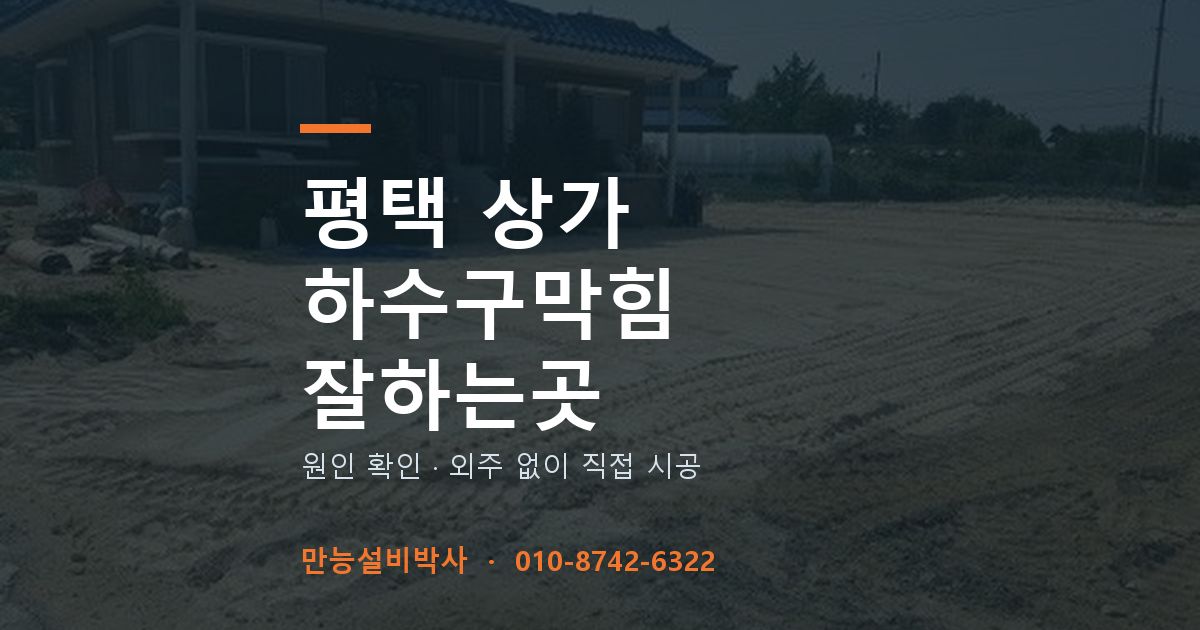 평택 상가
하수구막힘
잘하는곳
원인 확인 · 외주 없이 직접 시공
만능설비박사 · 010-8742-6322